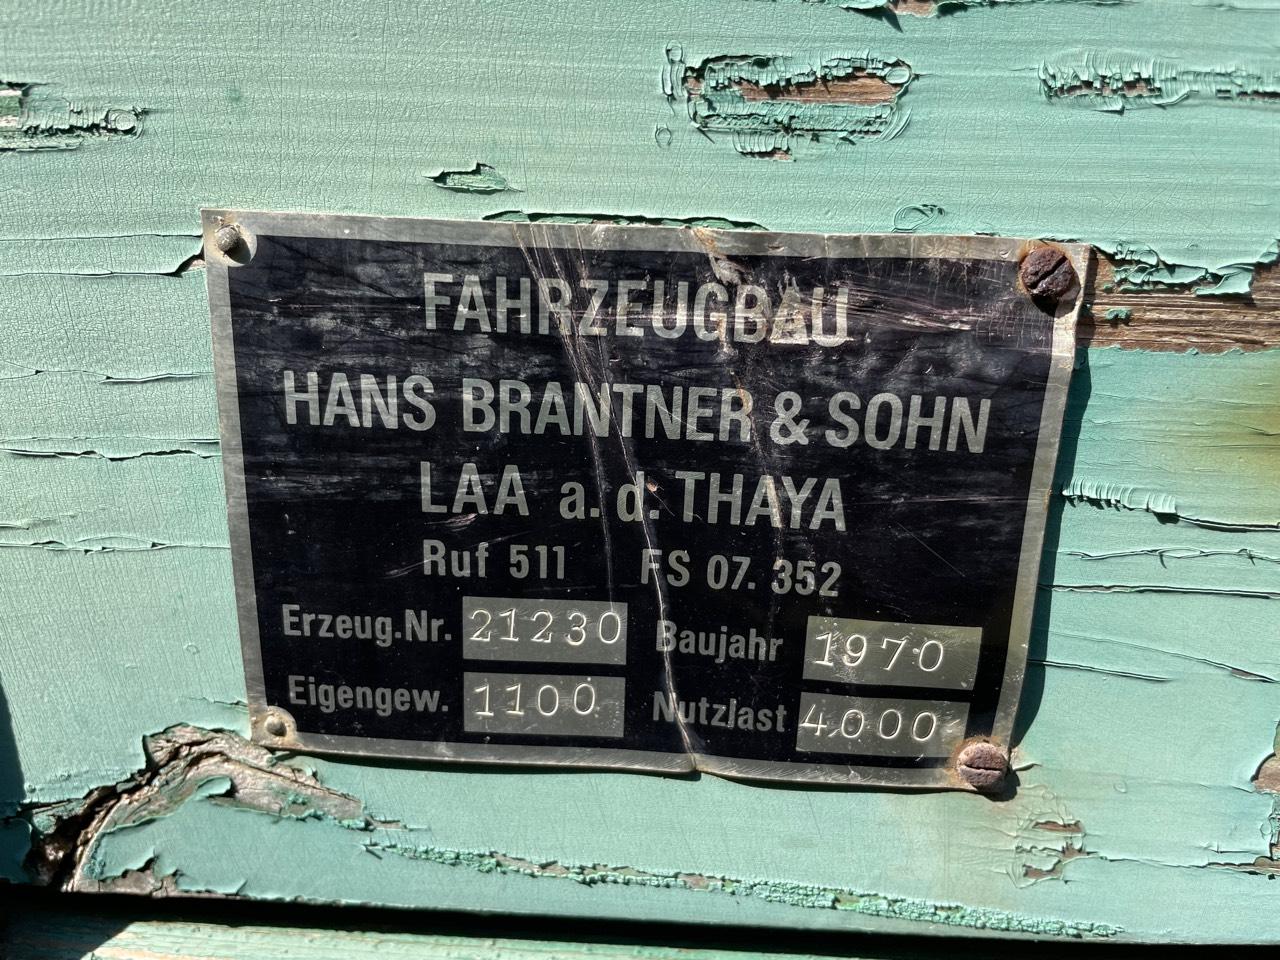 FAHRZEUGBAU
HANS BRANTNER & SOHN
LAA a. d. THAYA
Ruf 511 FS 07. 352
Erzeug.Nr. 21230 Baujahr 1970
Eigengew. 1100 Nutzlast 4000